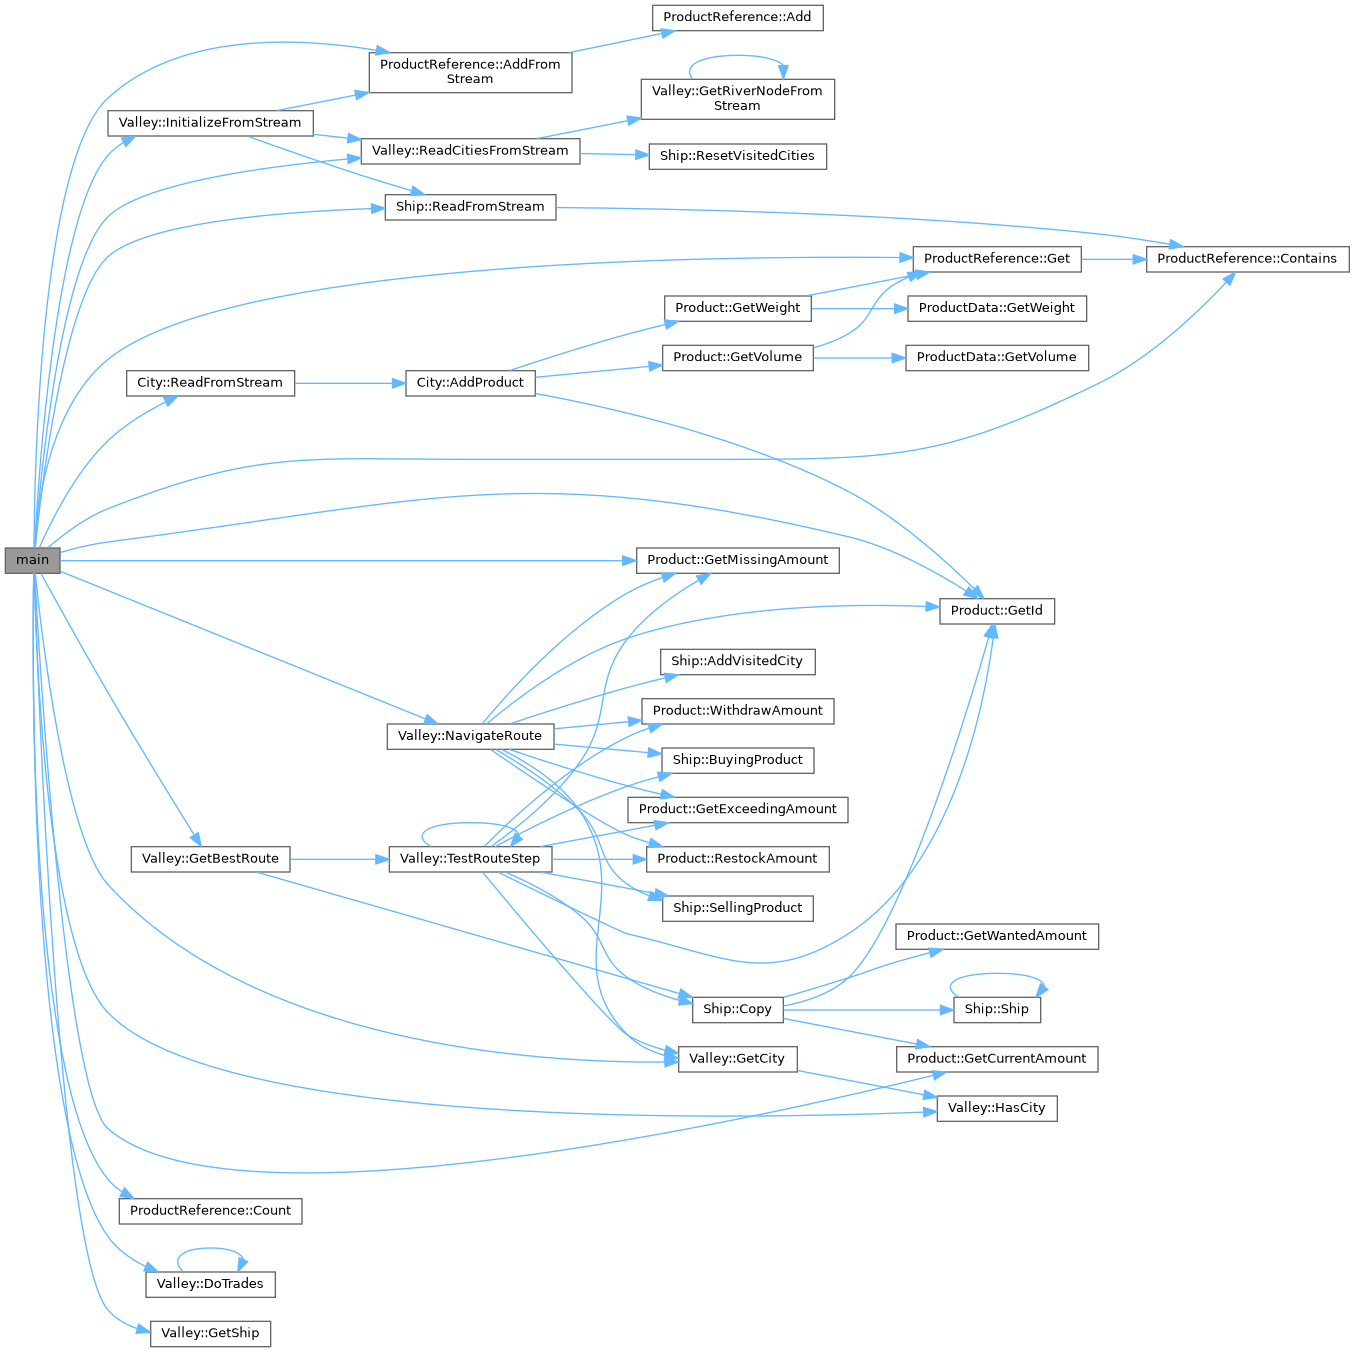 ProductReference::Add
ProductReference::AddFrom
Stream
Valley::GetRiverNodeFrom
Stream
Valley::InitializeFromStream
Valley::ReadCitiesFromStream
Ship::ResetVisitedCities
Ship::ReadFromStream
ProductReference::Get
ProductReference::Contains
Product::GetWeight
ProductData::GetWeight
Product::GetVolume
ProductData::GetVolume
City::ReadFromStream
City::AddProduct
main
Product::GetMissingAmount
Product::GetId
Ship::AddVisitedCity
Product::WithdrawAmount
Valley::NavigateRoute
Ship::BuyingProduct
Product::GetExceedingAmount
Valley::GetBestRoute
Valley::TestRouteStep
Product::RestockAmount
Ship::SellingProduct
Product::GetWantedAmount
Ship::Copy
Ship::Ship
Valley::GetCity
Product::GetCurrentAmount
Valley::HasCity
ProductReference::Count
Valley::DoTrades
Valley::GetShip